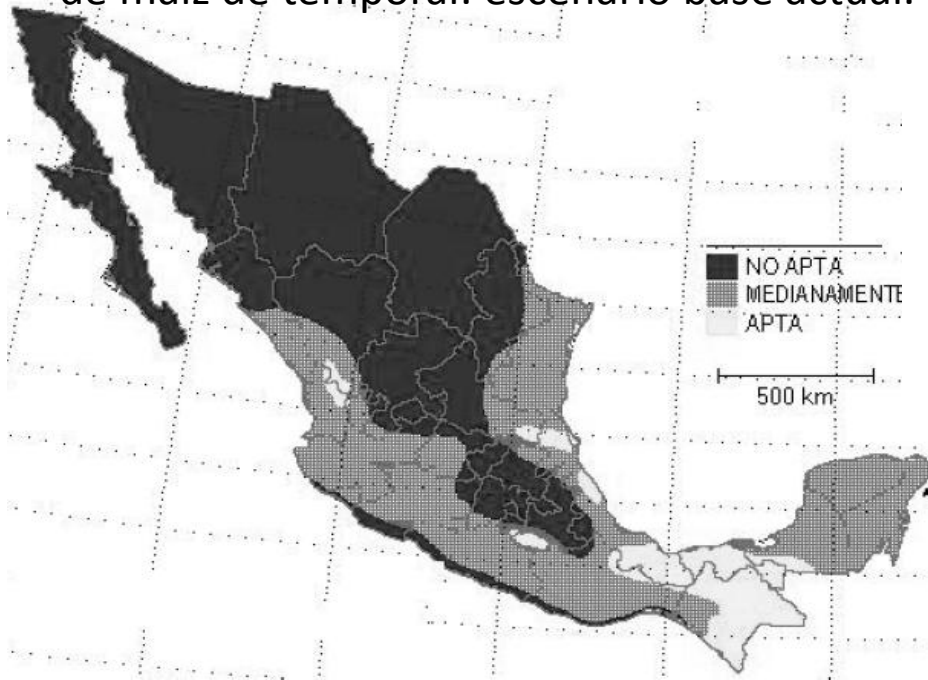 de maíz de temporal. escenario base actual.
NO APTA
MEDIANAMENTE
APTA
500 km